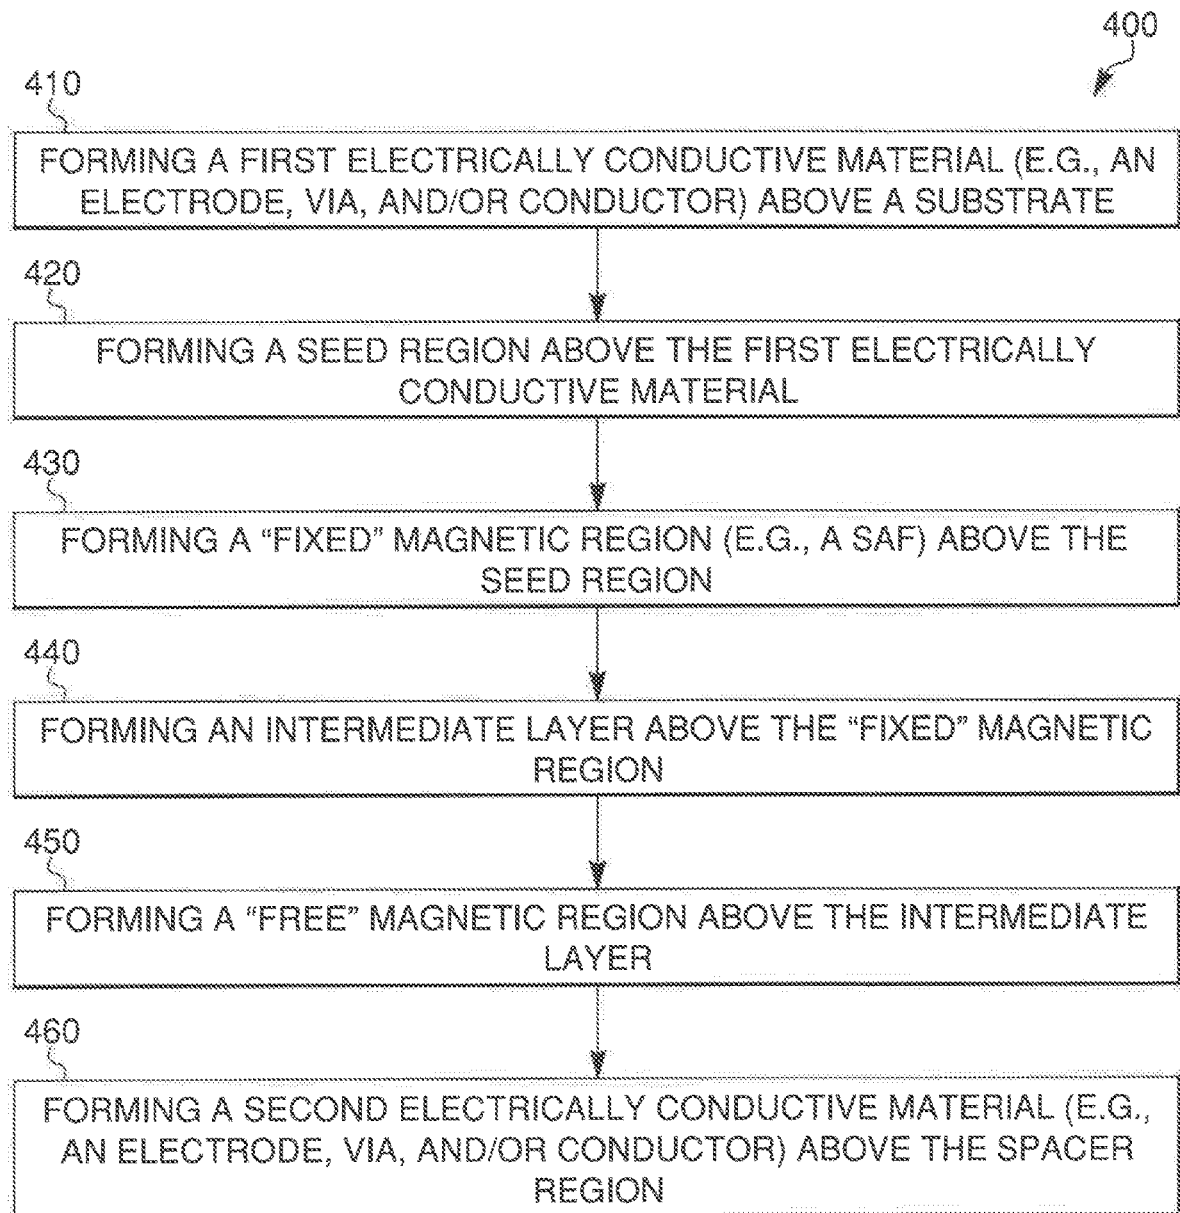 400
410
FORMING A FIRST ELECTRICALLY CONDUCTIVE MATERIAL (E.G., AN
ELECTRODE, VIA, AND/OR CONDUCTOR) ABOVE A SUBSTRATE
420
FORMING A SEED REGION ABOVE THE FIRST ELECTRICALLY
CONDUCTIVE MATERIAL
430
FORMING A “FIXED” MAGNETIC REGION (E.G., A SAF) ABOVE THE
SEED REGION
440
FORMING AN INTERMEDIATE LAYER ABOVE THE “FIXED” MAGNETIC
REGION
450
FORMING A “FREE” MAGNETIC REGION ABOVE THE INTERMEDIATE
LAYER
460
FORMING A SECOND ELECTRICALLY CONDUCTIVE MATERIAL (E.G.,
AN ELECTRODE, VIA, AND/OR CONDUCTOR) ABOVE THE SPACER
REGION